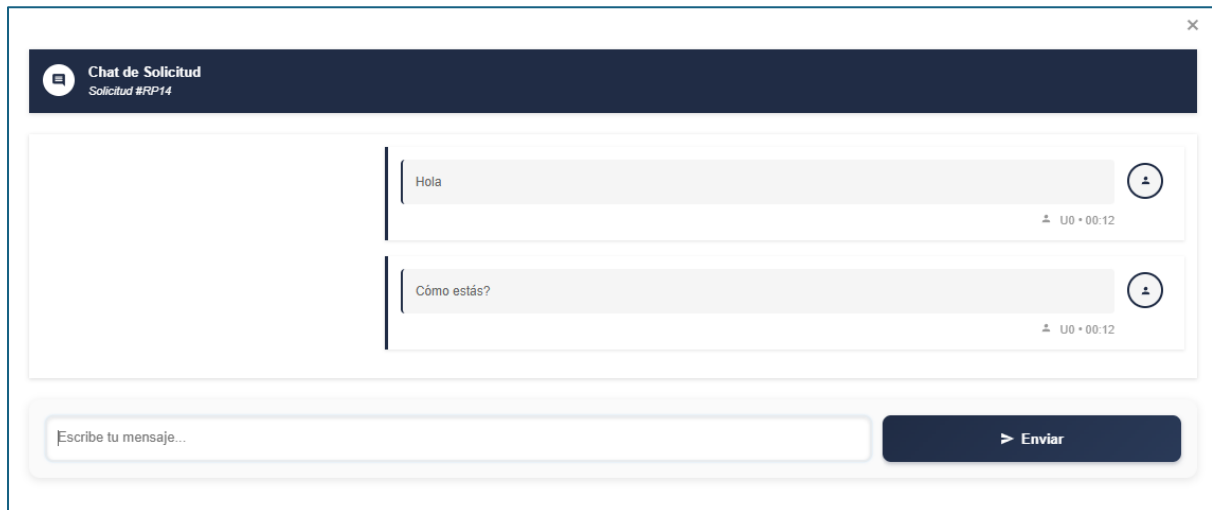 ×
Chat de Solicitud
Solicitud #RP14
Hola
U0 • 00:12
Cómo estás?
U0 • 00:12
Escribe tu mensaje...
Enviar